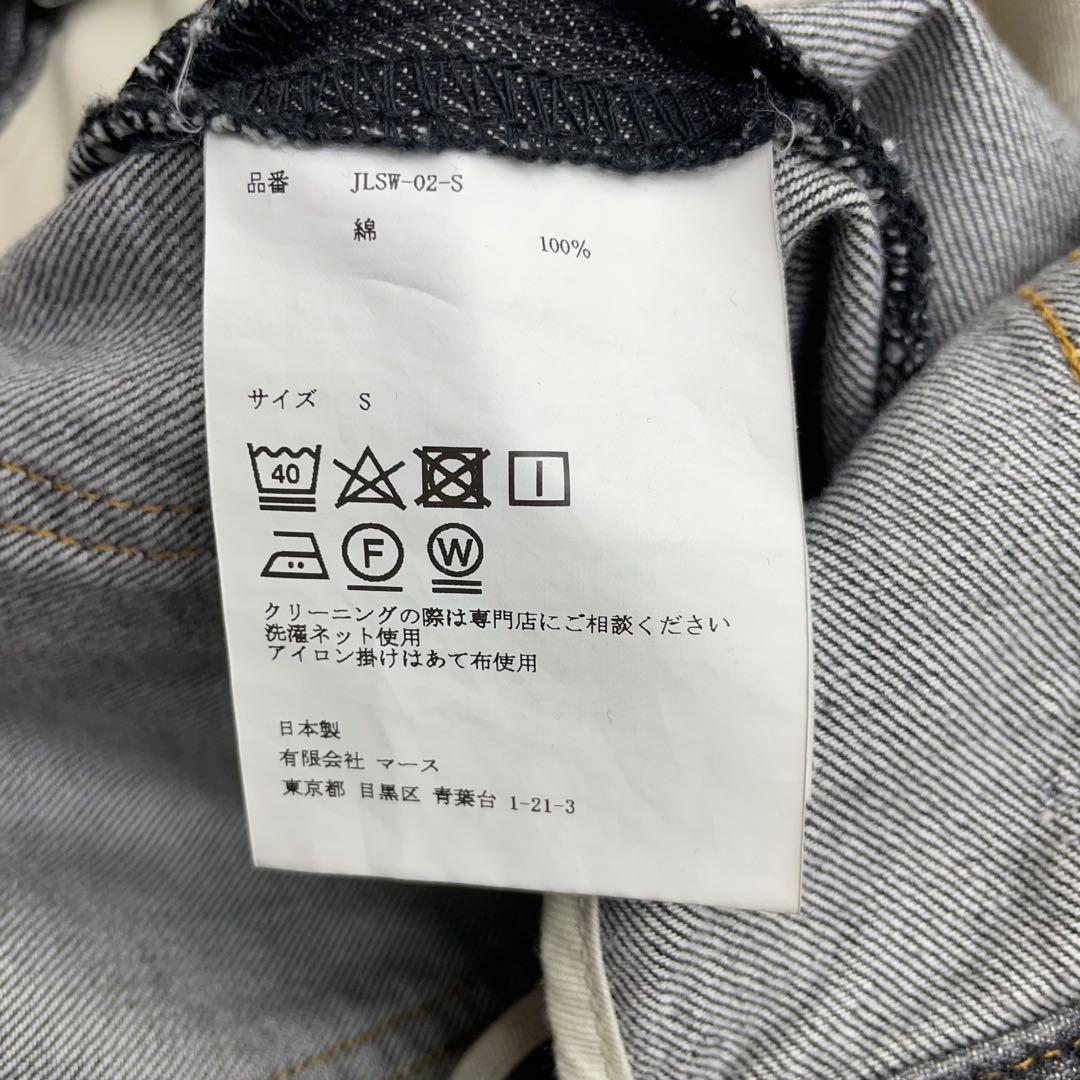 品番 JLSW-02-S
綿 100%
サイズ S
40
F W
クリーニングの際は専門店にご相談ください
洗濯ネット使用
アイロン掛けはあて布使用
日本製
有限会社 マース
東京都 目黒区 青葉台 1-21-3